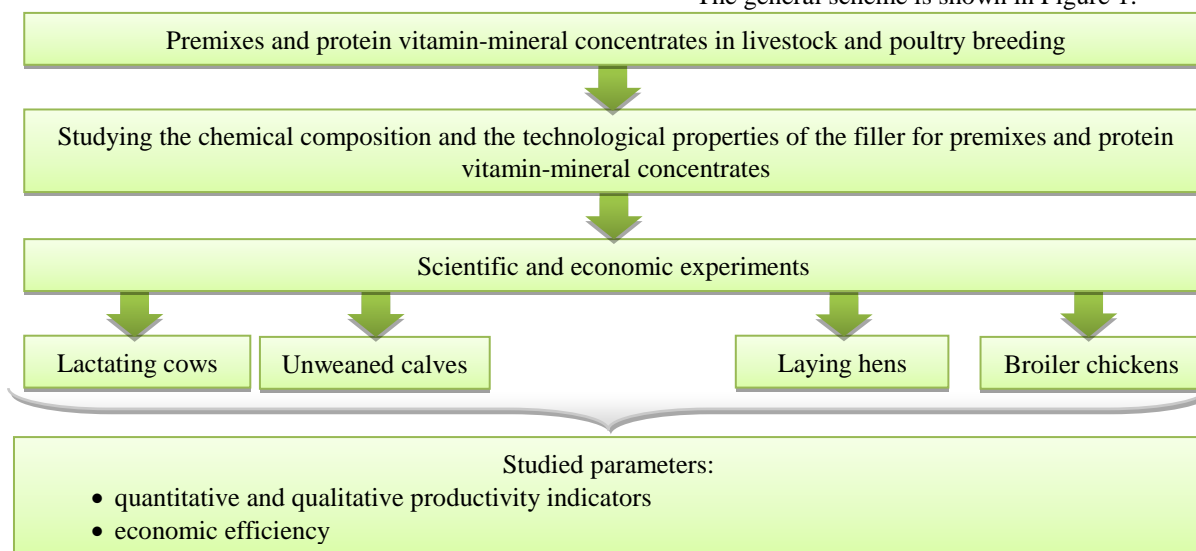 The general scheme is shown in Figure 1.
Premixes and protein vitamin-mineral concentrates in livestock and poultry breeding
Studying the chemical composition and the technological properties of the filler for premixes and protein
vitamin-mineral concentrates
Scientific and economic experiments
Lactating cows
Unweaned calves
Laying hens
Broiler chickens
Studied parameters:
• quantitative and qualitative productivity indicators
• economic efficiency